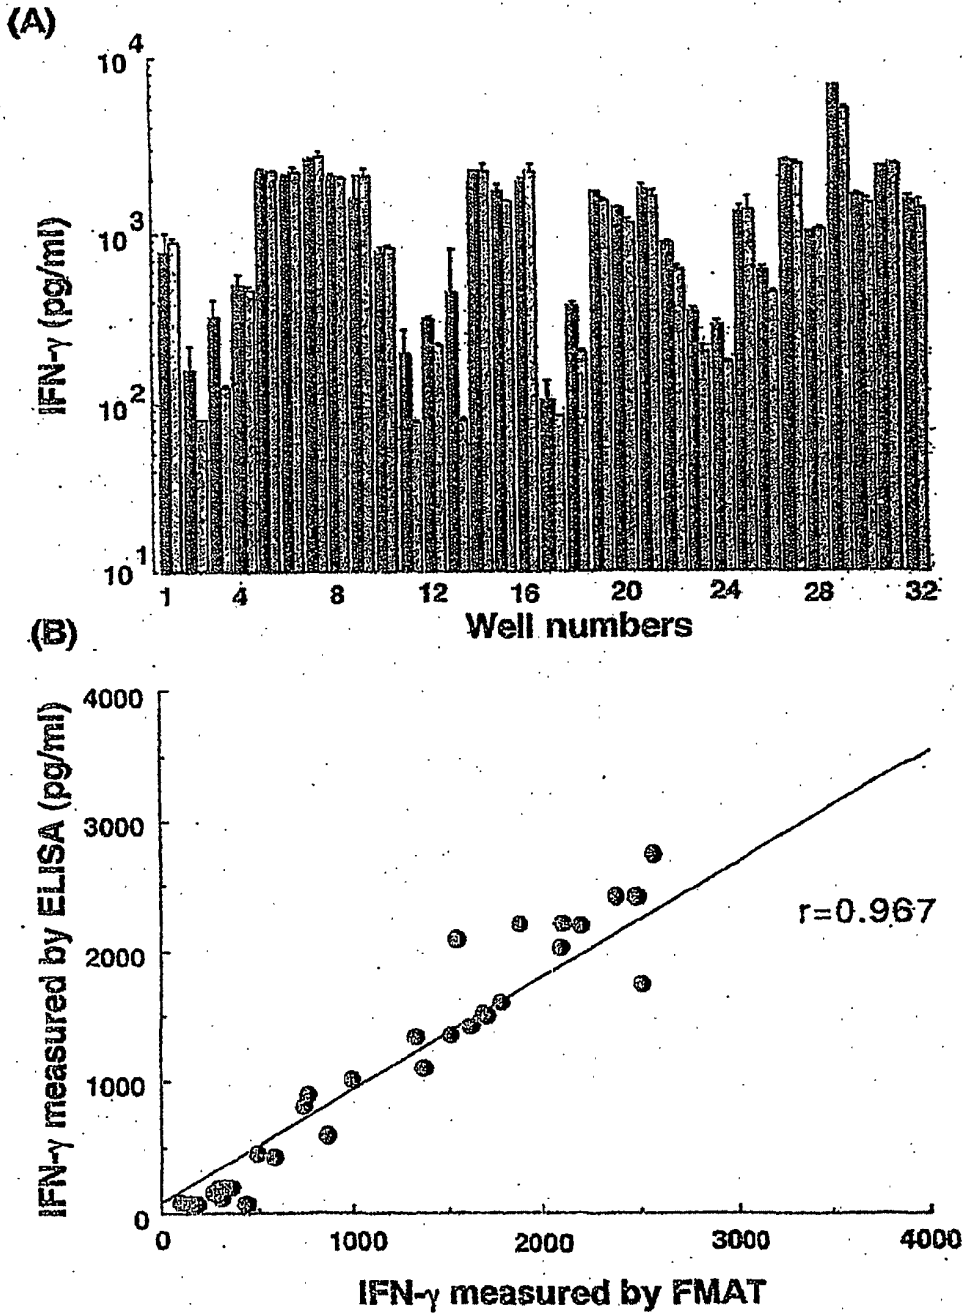 (A)
10^4
10^3
10^2
10^1
IFN-γ (pg/ml)
1 4 8 12 16 20 24 28 32
Well numbers
(B)
4000
3000
2000
1000
0
IFN-γ measured by ELISA (pg/ml)
r=0.967
0 1000 2000 3000 4000
IFN-γ measured by FMAT